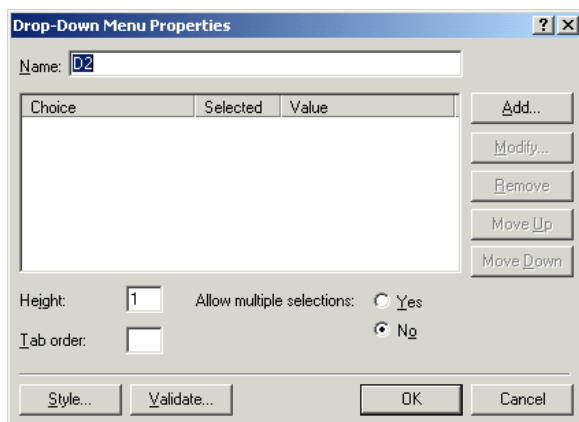 Drop-Down Menu Properties
Name: D2
Choice Selected Value
Add...
Modify...
Remove
Move Up
Move Down
Height: 1 Allow multiple selections: Yes
No
Tab order:
Style... Validate... OK Cancel